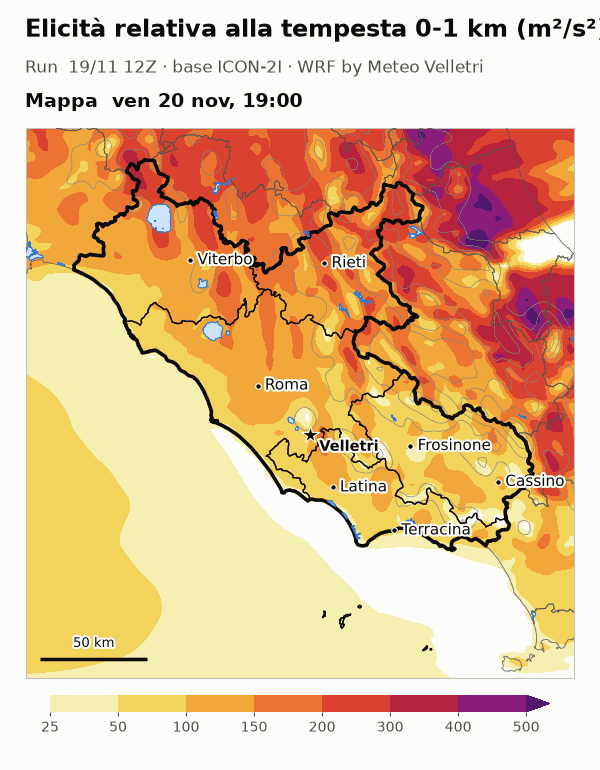 Elicità relativa alla tempesta 0-1 km (m²/s²)
Run  19/11 12Z · base ICON-2I · WRF by Meteo Velletri
Mappa  ven 20 nov, 19:00
Viterbo
Rieti
Roma
Velletri
Frosinone
Cassino
Latina
Terracina
50 km
25 50 100 150 200 300 400 500